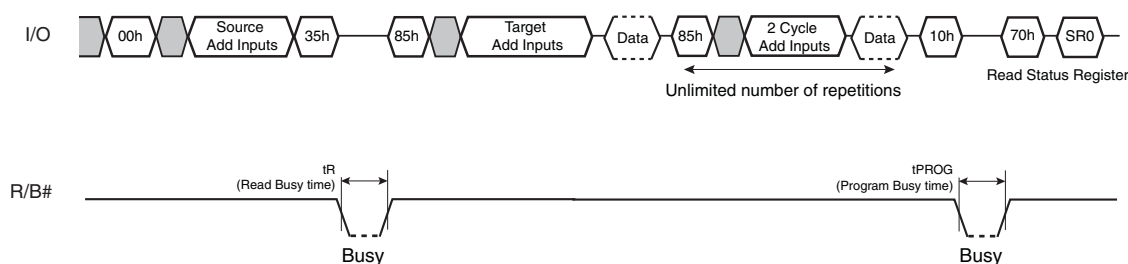 I/O
00h
Source
Add Inputs
35h
85h
Target
Add Inputs
Data
85h
2 Cycle
Add Inputs
Data
10h
70h
SR0
Unlimited number of repetitions
Read Status Register
R/B#
tR
(Read Busy time)
Busy
tPROG
(Program Busy time)
Busy